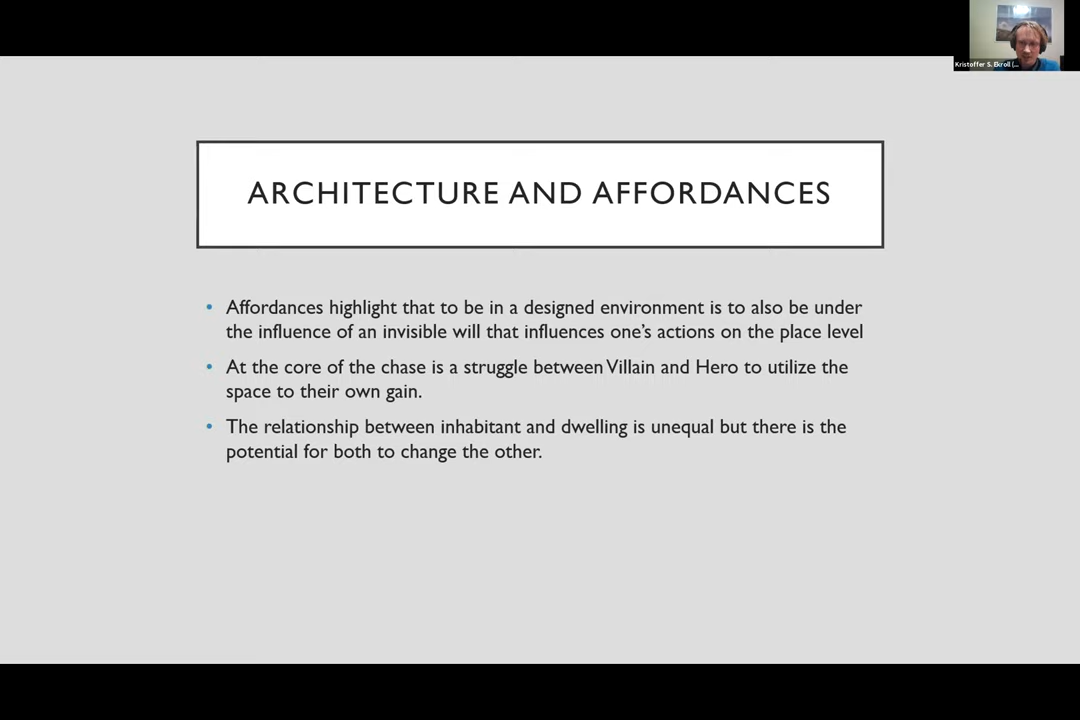 Kristoffer S. Ekroll (...
ARCHITECTURE AND AFFORDANCES
• Affordances highlight that to be in a designed environment is to also be under
the influence of an invisible will that influences one's actions on the place level
• At the core of the chase is a struggle between Villain and Hero to utilize the
space to their own gain.
• The relationship between inhabitant and dwelling is unequal but there is the
potential for both to change the other.